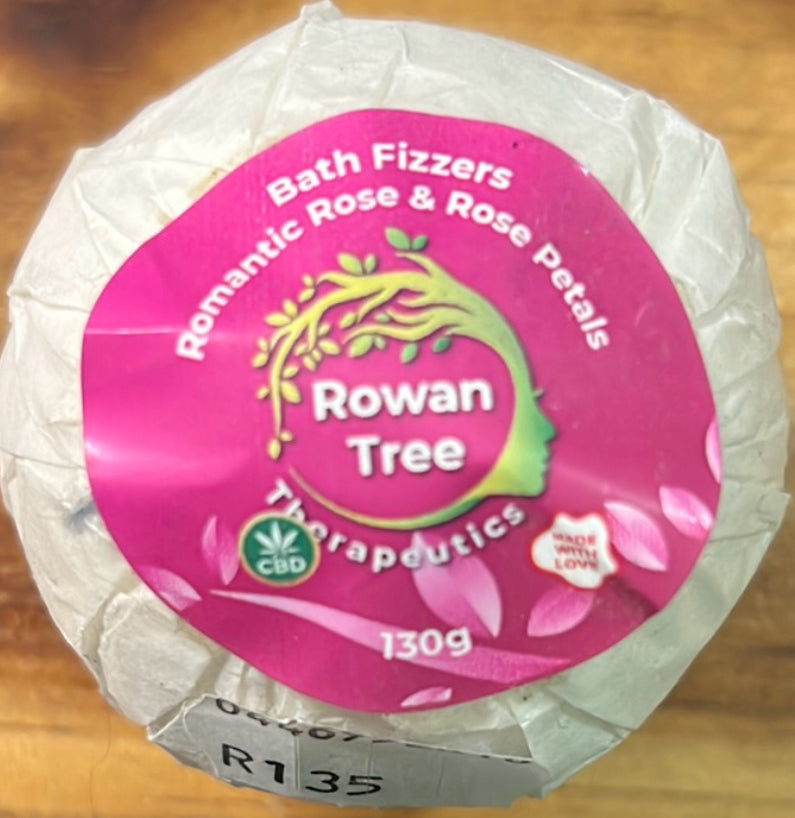 Bath Fizzers
Romantic Rose & Rose Petals
Rowan
Tree
Therapeutics
CBD
MADE
WITH
LOVE
130g
R135